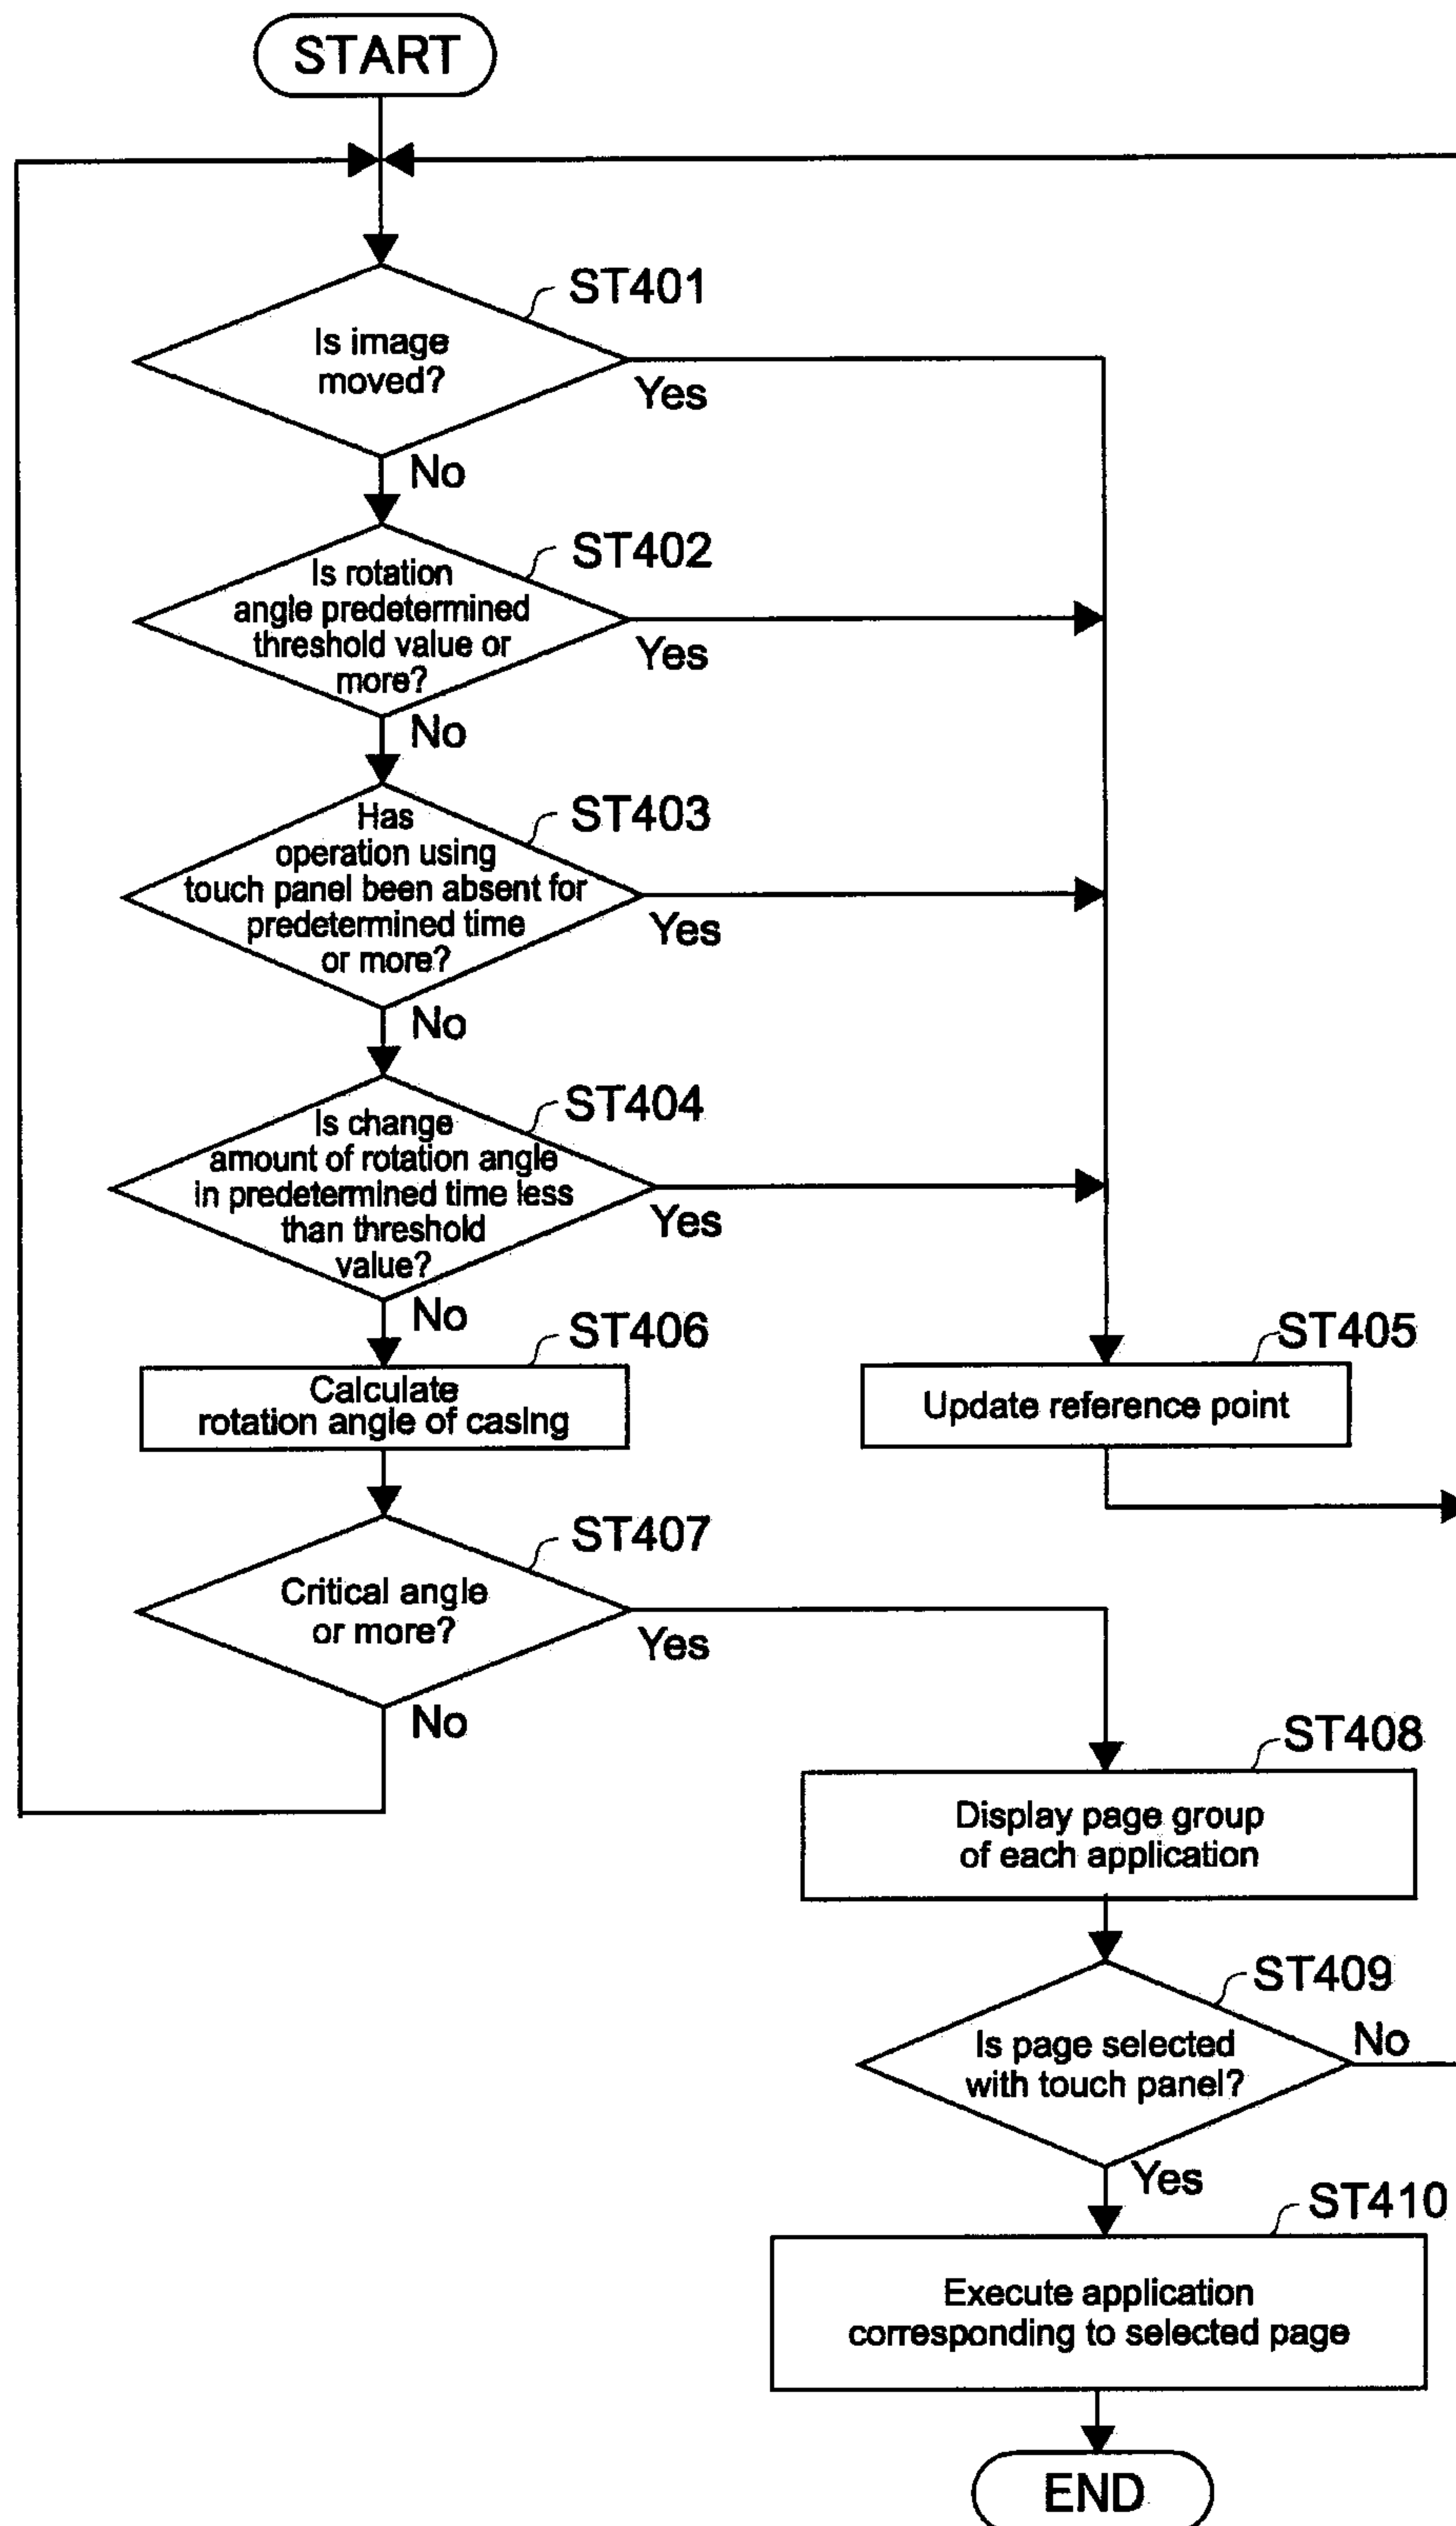 START
ST401
Is image
moved?
Yes
No
ST402
Is rotation
angle predetermined
threshold value or
more?
Yes
No
ST403
Has
operation using
touch panel been absent for
predetermined time
or more?
Yes
No
ST404
Is change
amount of rotation angle
in predetermined time less
than threshold
value?
Yes
No
ST406
Calculate
rotation angle of casing
ST405
Update reference point
ST407
Critical angle
or more?
Yes
No
ST408
Display page group
of each application
ST409
Is page selected
with touch panel?
No
Yes
ST410
Execute application
corresponding to selected page
END